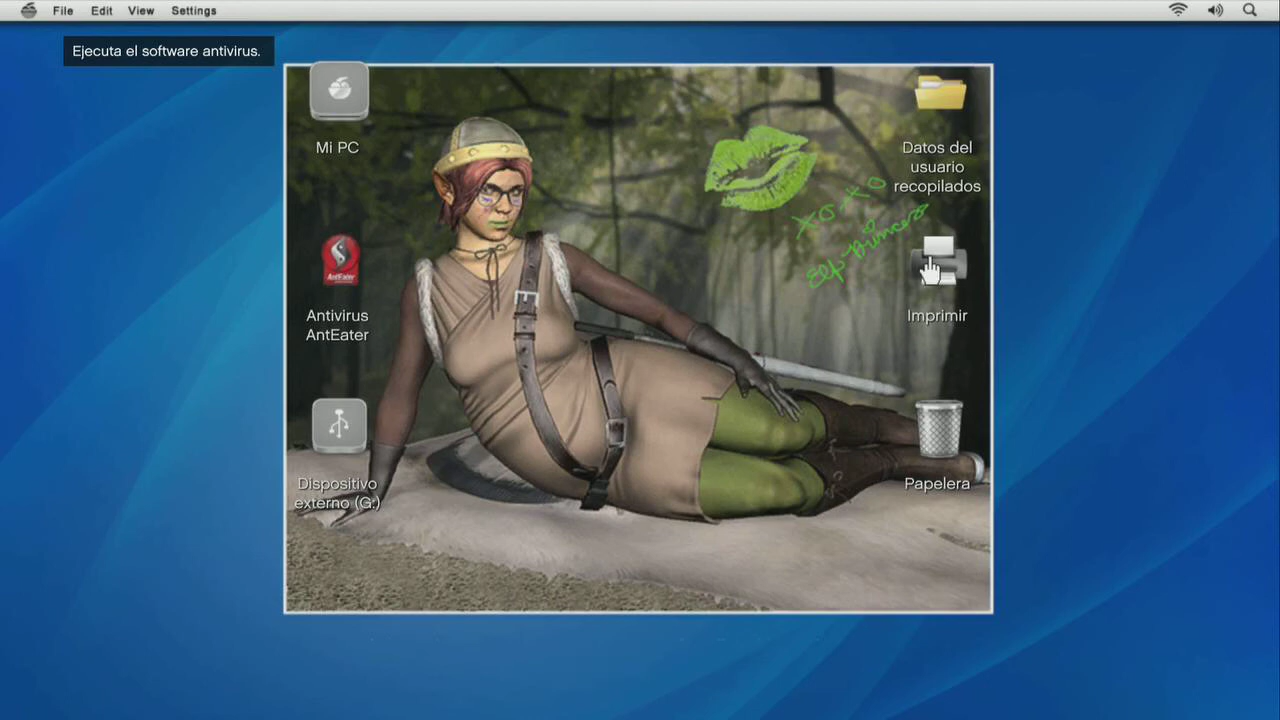 File Edit View Settings
Ejecuta el software antivirus.
Mi PC
Datos del
usuario
recopilados
xo-xo
Elf Princess
AntEater
Antivirus
AntEater
Imprimir
Dispositivo
externo (G:)
Papelera